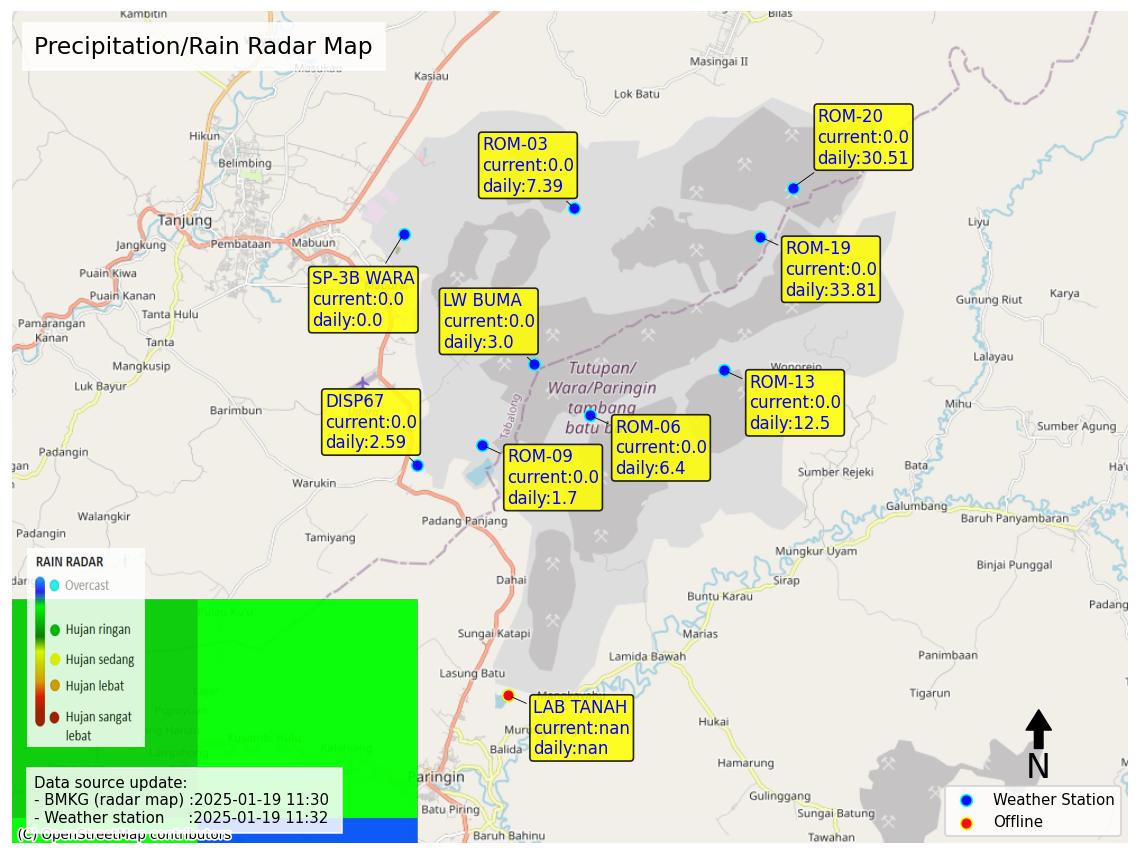 Kambitin
Bilas
Precipitation/Rain Radar Map
Masukau
Kasiau
Masingai II
Lok Batu
Hikun
Belimbing
ROM-03
current:0.0
daily:7.39
ROM-20
current:0.0
daily:30.51
Tanjung
Jangkung
Pembataan
Mabuun
Liyu
Puain Kiwa
Puain Kanan
SP-3B WARA
current:0.0
daily:0.0
ROM-19
current:0.0
daily:33.81
LW BUMA
current:0.0
daily:3.0
Gunung Riut
Karya
Tanta Hulu
Pamarangan
Kanan
Tanta
Mangkusip
Luk Bayur
Lalayau
Wonorejo
Tutupan/
Wara/Paringin
tambang
batu b
Tabalong
ROM-13
current:0.0
daily:12.5
Mihu
Barimbun
DISP67
current:0.0
daily:2.59
ROM-06
current:0.0
daily:6.4
Sumber Agung
ROM-09
current:0.0
daily:1.7
Bata
gan
Sumber Rejeki
Warukin
Galumbang
Walangkir
Padang Panjang
Baruh Panyambaran
Padangin
Tamiyang
Mungkur Uyam
Binjai Punggal
RAIN RADAR
Overcast
Hujan ringan
Hujan sedang
Hujan lebat
Hujan sangat
lebat
Dahai
Sirap
Buntu Karau
Padang
Sungai Katapi
Marias
Lamida Bawah
Panimbaan
Lasung Batu
Tigarun
LAB TANAH
current:nan
daily:nan
Muru
Balida
Hukai
Hamarung
N
Paringin
Batu Piring
Baruh Bahinu
Gulinggang
Sungai Batung
Tawahan
Data source update:
- BMKG (radar map) :2025-01-19 11:30
- Weather station :2025-01-19 11:32
(C) OpenStreetMap contributors
Weather Station
Offline